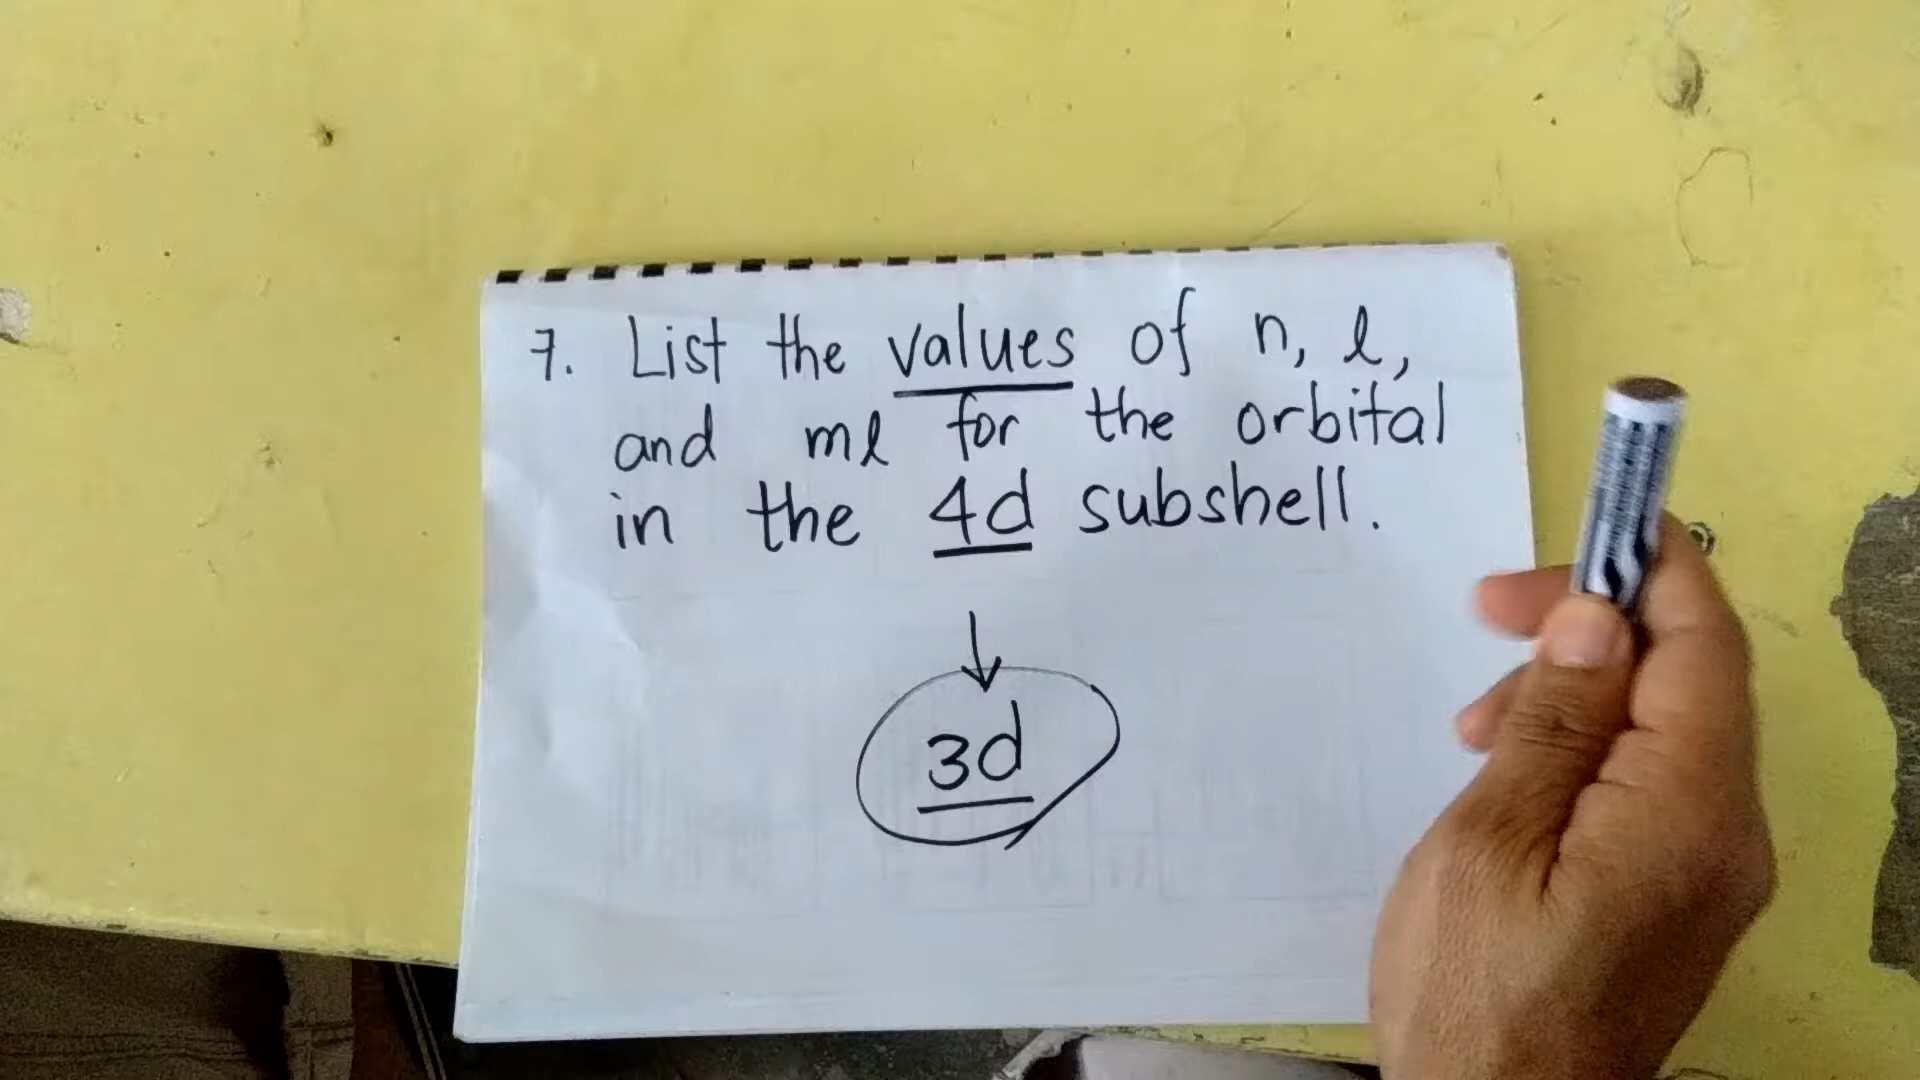 7. List the values of n, l,
and ml for the orbital
in the 4d subshell.
3d